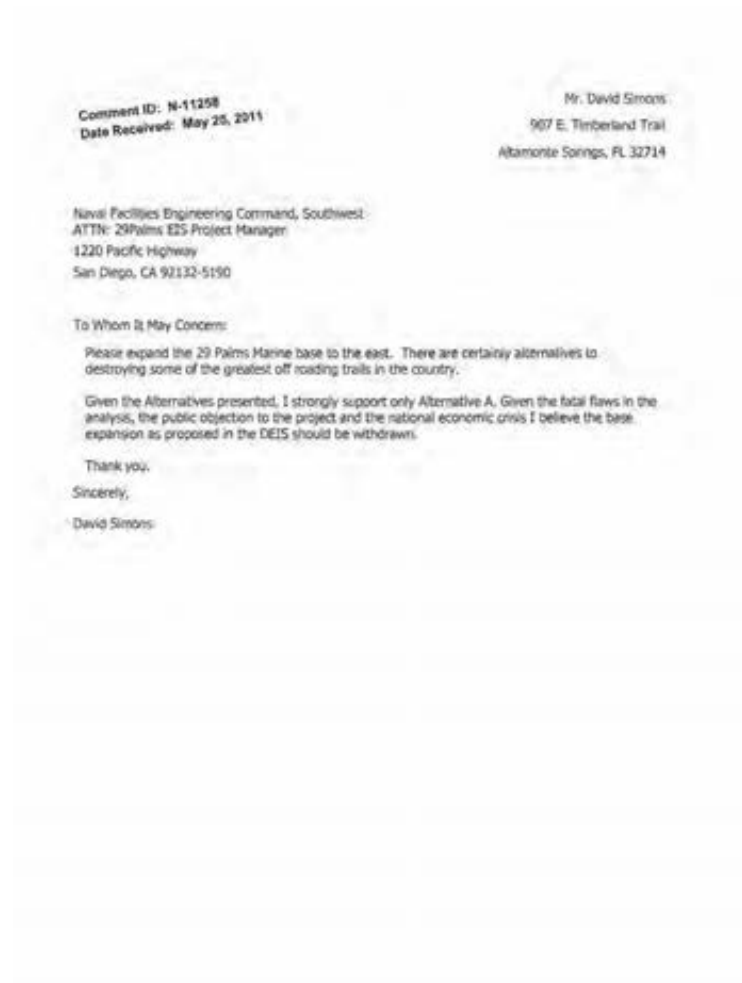 Comment ID: N-11258
Date Received: May 25, 2011
Mr. David Simons
907 E. Timberland Trail
Altamonte Springs, FL 32714
Naval Facilities Engineering Command, Southwest
ATTN: 29Palms EIS Project Manager
1220 Pacific Highway
San Diego, CA 92132-5190
To Whom It May Concern:
Please expand the 29 Palms Marine base to the east. There are certainly alternatives to
destroying some of the greatest off roading trails in the country.
Given the Alternatives presented, I strongly support only Alternative A. Given the fatal flaws in the
analysis, the public objection to the project and the national economic crisis I believe the base
expansion as proposed in the DEIS should be withdrawn.
Thank you.
Sincerely,
David Simons